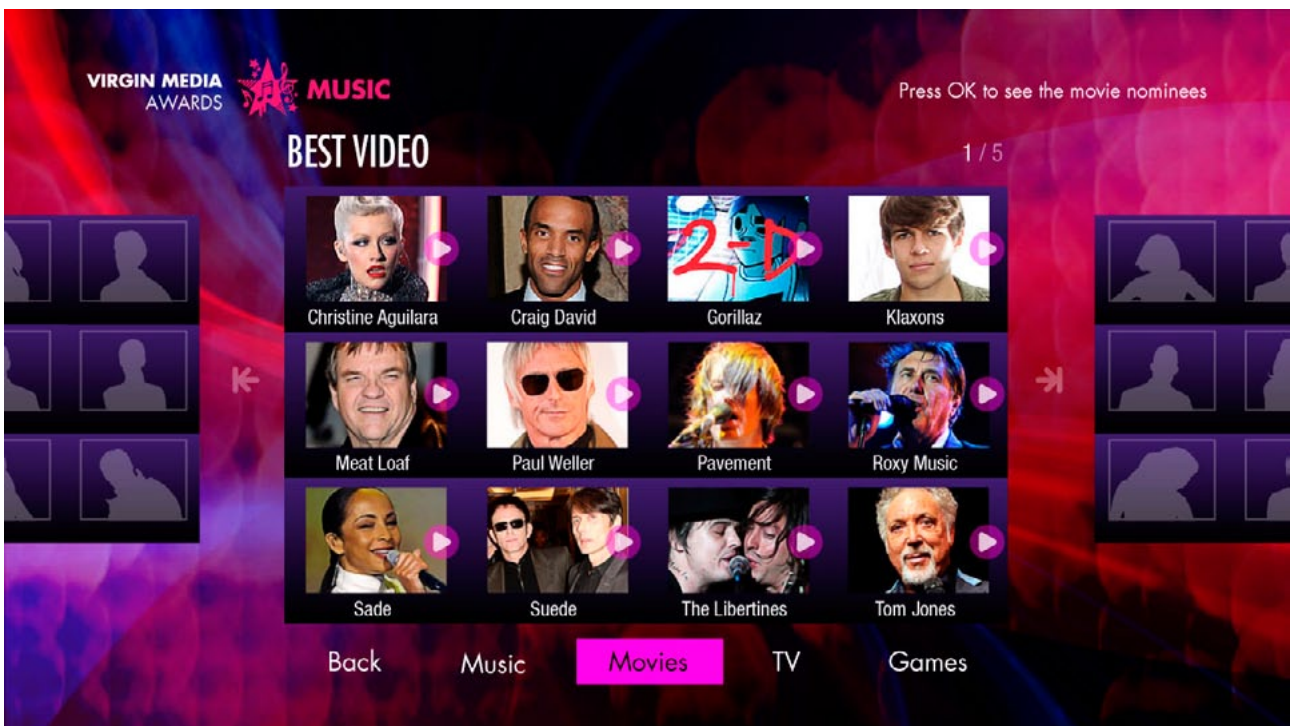 VIRGIN MEDIA
AWARDS
MUSIC
Press OK to see the movie nominees
BEST VIDEO
1 / 5
2-D
Christine Aguilara
Craig David
Gorillaz
Klaxons
Meat Loaf
Paul Weller
Pavement
Roxy Music
Sade
Suede
The Libertines
Tom Jones
Back
Music
Movies
TV
Games